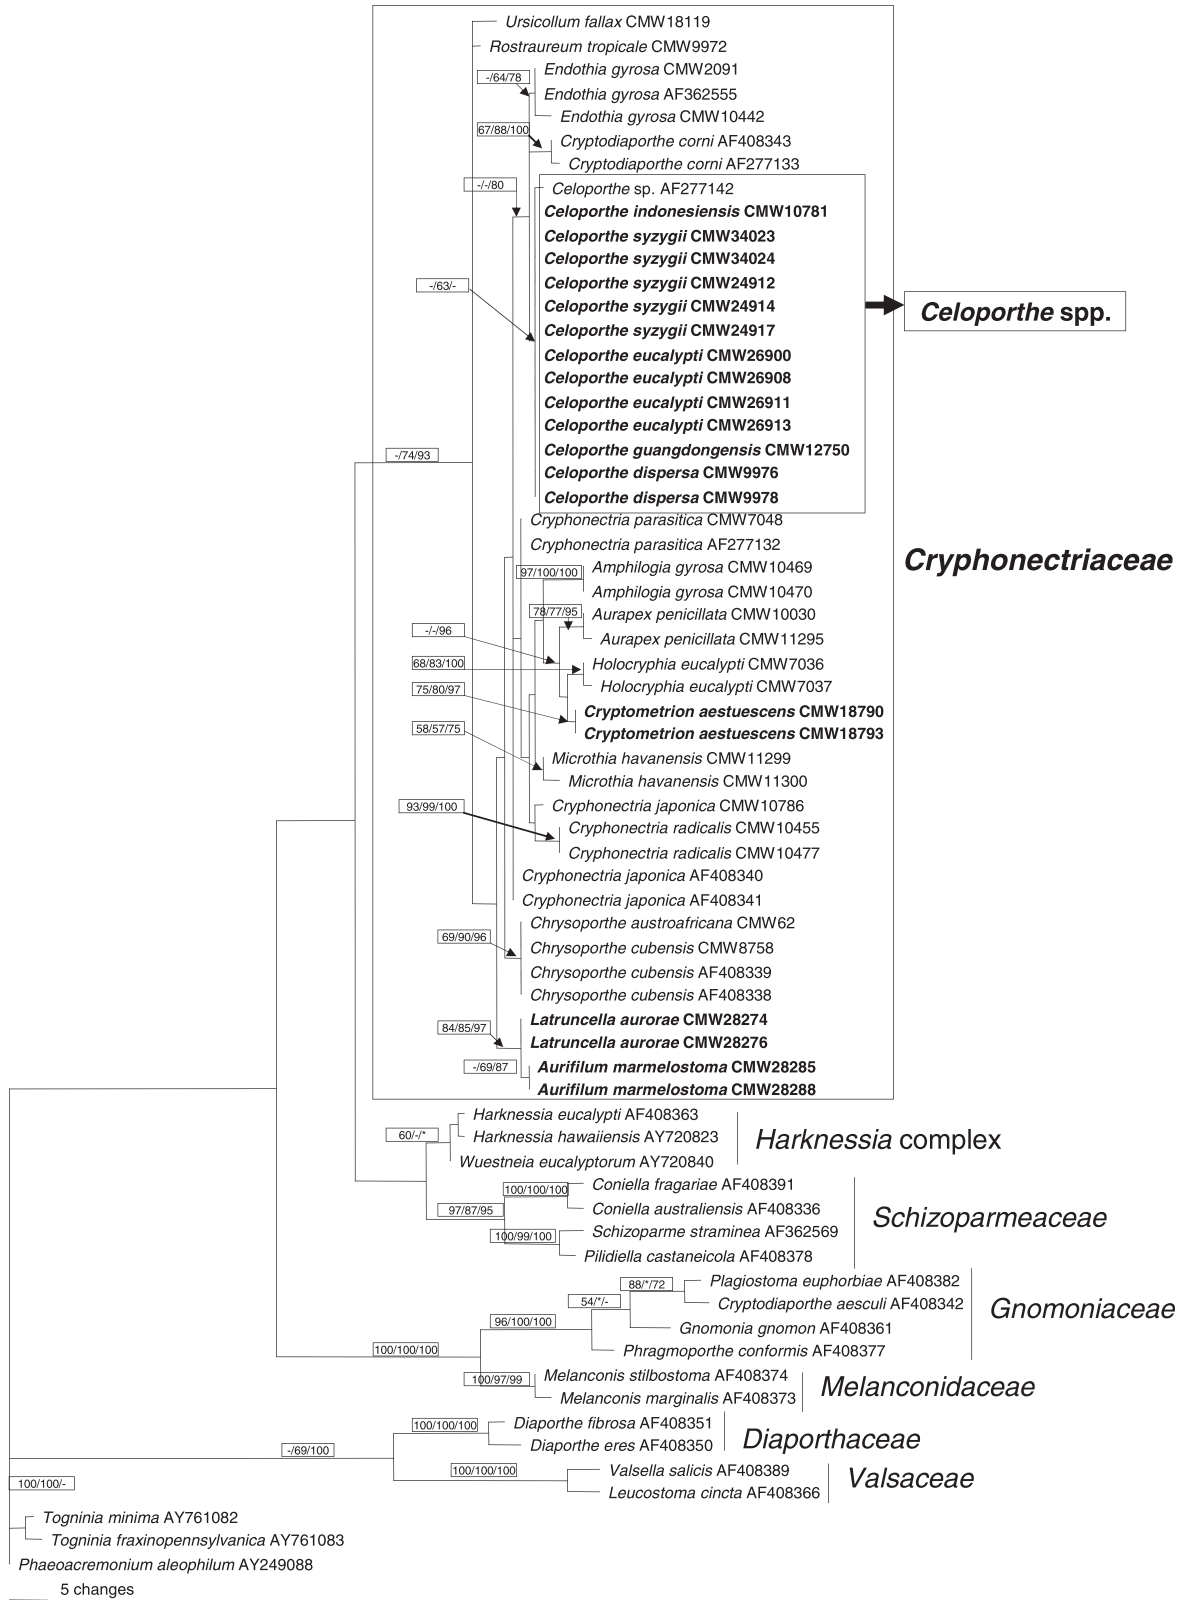 Ursicollum fallax CMW18119
Rostraureum tropicale CMW9972
Endothia gyrosa CMW2091
-/64/78
Endothia gyrosa AF362555
Endothia gyrosa CMW10442
67/88/100
Cryptodiaporthe corni AF408343
Cryptodiaporthe corni AF277133
-/-/80
Celoporthe sp. AF277142
Celoporthe indonesiensis CMW10781
Celoporthe syzygii CMW34023
Celoporthe syzygii CMW34024
-/63/-
Celoporthe syzygii CMW24912
Celoporthe syzygii CMW24914
Celoporthe spp.
Celoporthe syzygii CMW24917
Celoporthe eucalypti CMW26900
Celoporthe eucalypti CMW26908
Celoporthe eucalypti CMW26911
Celoporthe eucalypti CMW26913
Celoporthe guangdongensis CMW12750
-/74/93
Celoporthe dispersa CMW9976
Celoporthe dispersa CMW9978
Cryphonectria parasitica CMW7048
Cryphonectria parasitica AF277132
Cryphonectriaceae
Amphilogia gyrosa CMW10469
97/100/100
Amphilogia gyrosa CMW10470
78/77/95
Aurapex penicillata CMW10030
-/-/96
Aurapex penicillata CMW11295
68/83/100
Holocryphia eucalypti CMW7036
Holocryphia eucalypti CMW7037
75/80/97
Cryptometrion aestuescens CMW18790
58/57/75
Cryptometrion aestuescens CMW18793
Microthia havanensis CMW11299
Microthia havanensis CMW11300
93/99/100
Cryphonectria japonica CMW10786
Cryphonectria radicalis CMW10455
Cryphonectria radicalis CMW10477
Cryphonectria japonica AF408340
Cryphonectria japonica AF408341
Chrysoporthe austroafricana CMW62
69/90/96
Chrysoporthe cubensis CMW8758
Chrysoporthe cubensis AF408339
Chrysoporthe cubensis AF408338
Latruncella aurorae CMW28274
84/85/97
Latruncella aurorae CMW28276
-/69/87
Aurifilum marmelostoma CMW28285
Aurifilum marmelostoma CMW28288
Harknessia eucalypti AF408363
60/-/*
Harknessia hawaiiensis AY720823
Harknessia complex
Wuestneia eucalyptorum AY720840
Coniella fragariae AF408391
100/100/100
97/87/95
Coniella australiensis AF408336
Schizoparmeaceae
Schizoparme straminea AF362569
100/99/100
Pilidiella castaneicola AF408378
Plagiostoma euphorbiae AF408382
88/*/72
54/*/-
Cryptodiaporthe aesculi AF408342
Gnomoniaceae
96/100/100
Gnomonia gnomon AF408361
100/100/100
Phragmoporthe conformis AF408377
100/97/99
Melanconis stilbostoma AF408374
Melanconidaceae
Melanconis marginalis AF408373
100/100/100
Diaporthe fibrosa AF408351
Diaporthaceae
-/69/100
Diaporthe eres AF408350
100/100/100
Valsella salicis AF408389
Valsaceae
100/100/-
Leucostoma cincta AF408366
Togninia minima AY761082
Togninia fraxinopennsylvanica AY761083
Phaeoacremonium aleophilum AY249088
5 changes